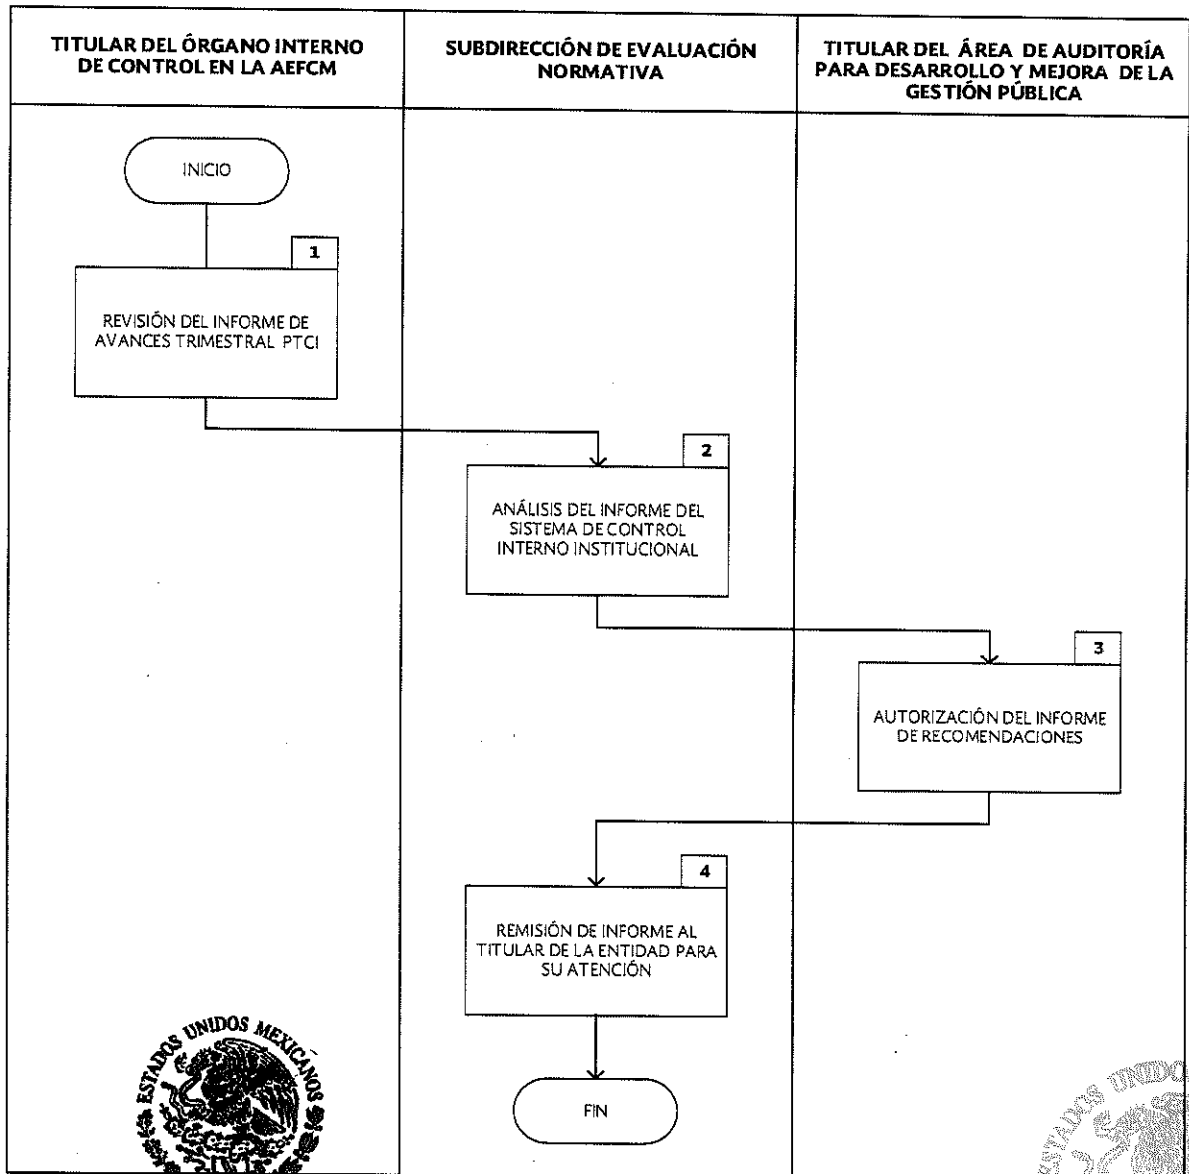 TITULAR DEL ÓRGANO INTERNO
DE CONTROL EN LA AEFCM
SUBDIRECCIÓN DE EVALUACIÓN
NORMATIVA
TITULAR DEL ÁREA DE AUDITORÍA
PARA DESARROLLO Y MEJORA DE LA
GESTIÓN PÚBLICA
INICIO
1
REVISIÓN DEL INFORME DE
AVANCES TRIMESTRAL PTCI
2
ANÁLISIS DEL INFORME DEL
SISTEMA DE CONTROL
INTERNO INSTITUCIONAL
3
AUTORIZACIÓN DEL INFORME
DE RECOMENDACIONES
4
REMISIÓN DE INFORME AL
TITULAR DE LA ENTIDAD PARA
SU ATENCIÓN
FIN
ESTADOS UNIDOS MEXICANOS